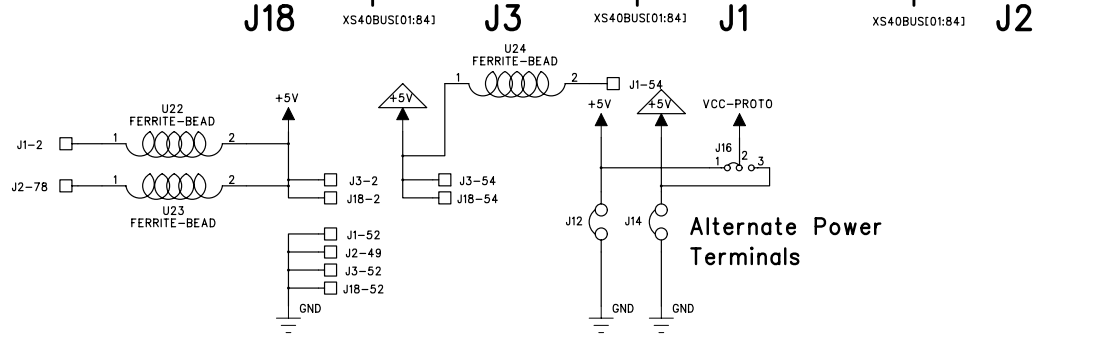 J18
XS40BUS[01:84]
J3
XS40BUS[01:84]
J1
XS40BUS[01:84]
J2
U24
FERRITE-BEAD
1
2
J1-54
+5V
+5V
+5V
+5V
VCC-PROTO
U22
FERRITE-BEAD
J1-2
1
2
J16
1
2
3
J2-78
1
2
U23
FERRITE-BEAD
J3-2
J18-2
J3-54
J18-54
J12
J14
Alternate Power
Terminals
J1-52
J2-49
J3-52
J18-52
GND
GND
GND